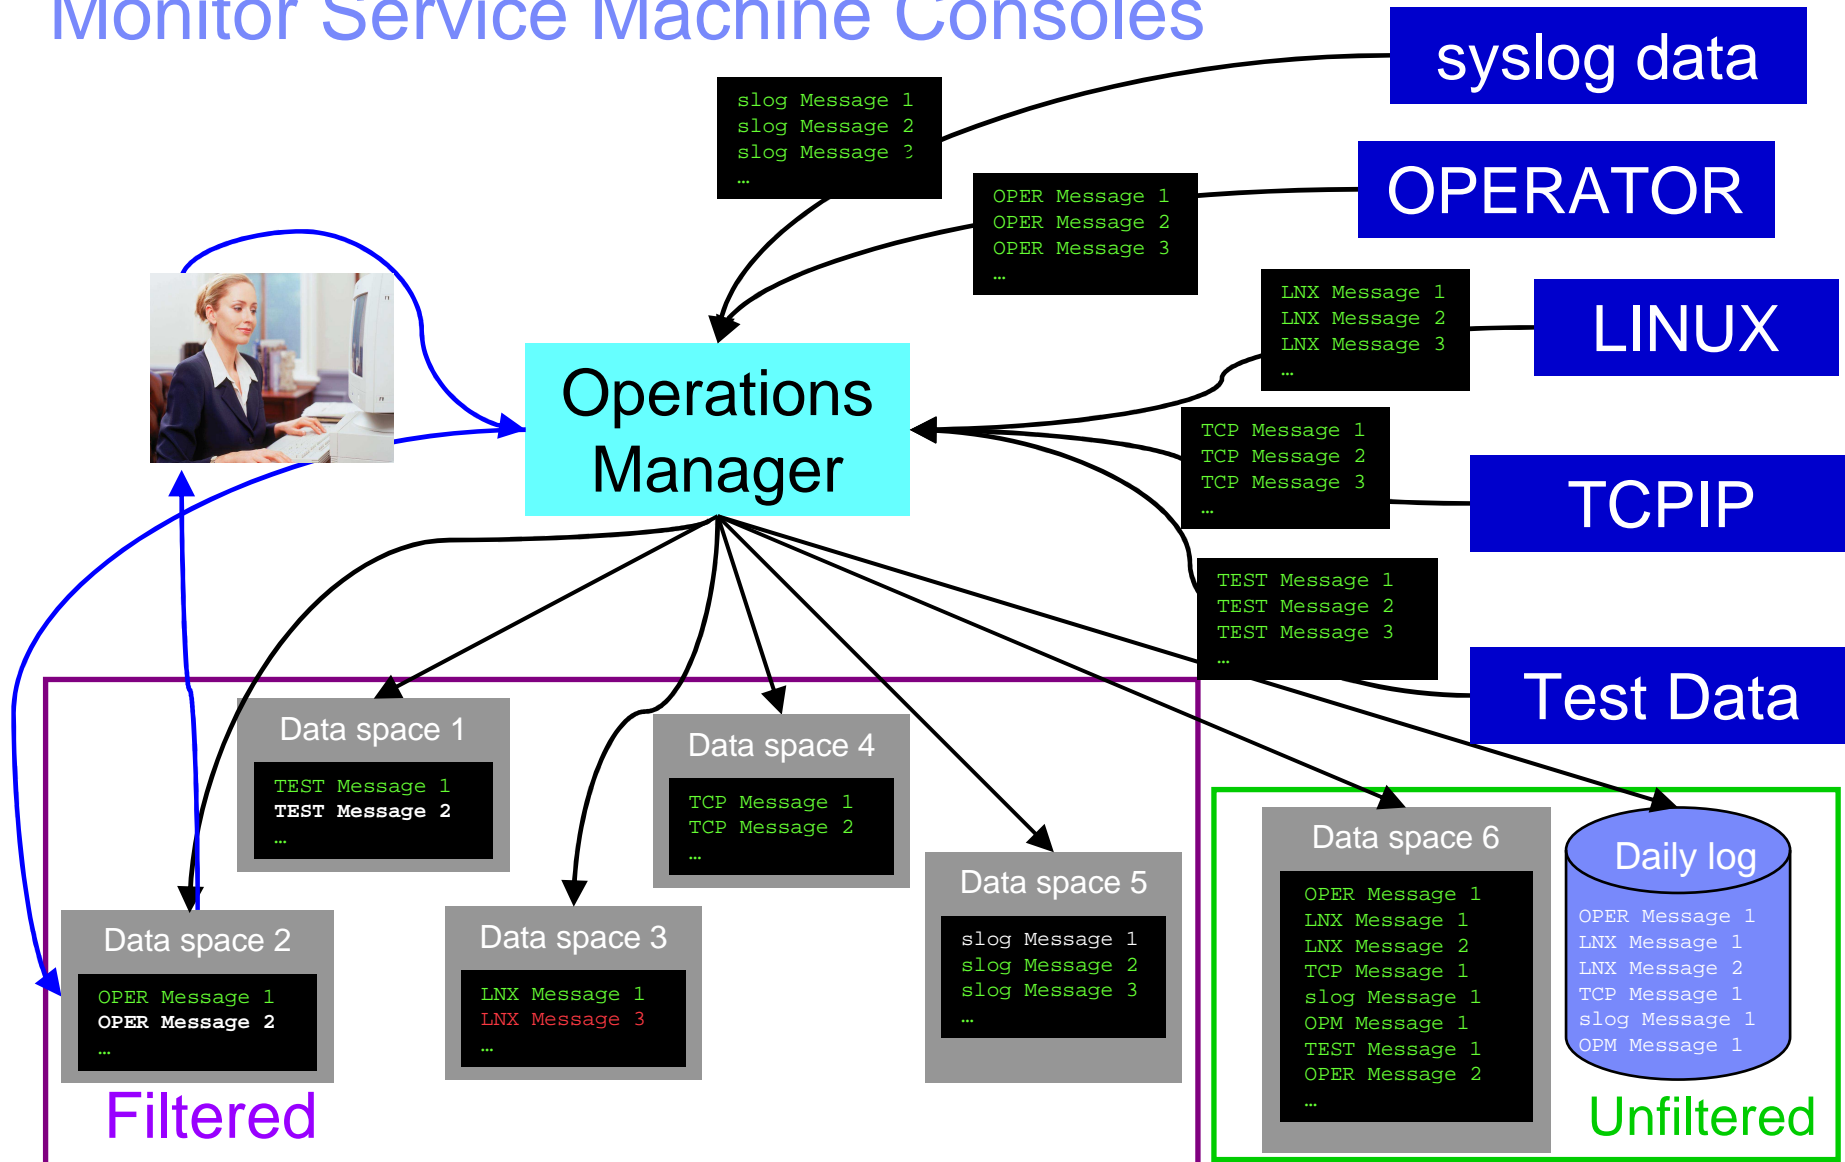 Monitor Service Machine Consoles
syslog data
slog Message 1
slog Message 2
slog Message 3
…
OPERATOR
OPER Message 1
OPER Message 2
OPER Message 3
…
LINUX
LNX Message 1
LNX Message 2
LNX Message 3
…
Operations
Manager
TCPIP
TCP Message 1
TCP Message 2
TCP Message 3
…
Test Data
TEST Message 1
TEST Message 2
TEST Message 3
…
Data space 1
TEST Message 1
TEST Message 2
…
Data space 4
TCP Message 1
TCP Message 2
…
Data space 2
OPER Message 1
OPER Message 2
…
Data space 3
LNX Message 1
LNX Message 3
…
Data space 5
slog Message 1
slog Message 2
slog Message 3
…
Filtered
Data space 6
OPER Message 1
LNX Message 1
LNX Message 2
TCP Message 1
slog Message 1
OPM Message 1
TEST Message 1
OPER Message 2
…
Daily log
OPER Message 1
LNX Message 1
LNX Message 2
TCP Message 1
slog Message 1
OPM Message 1
Unfiltered